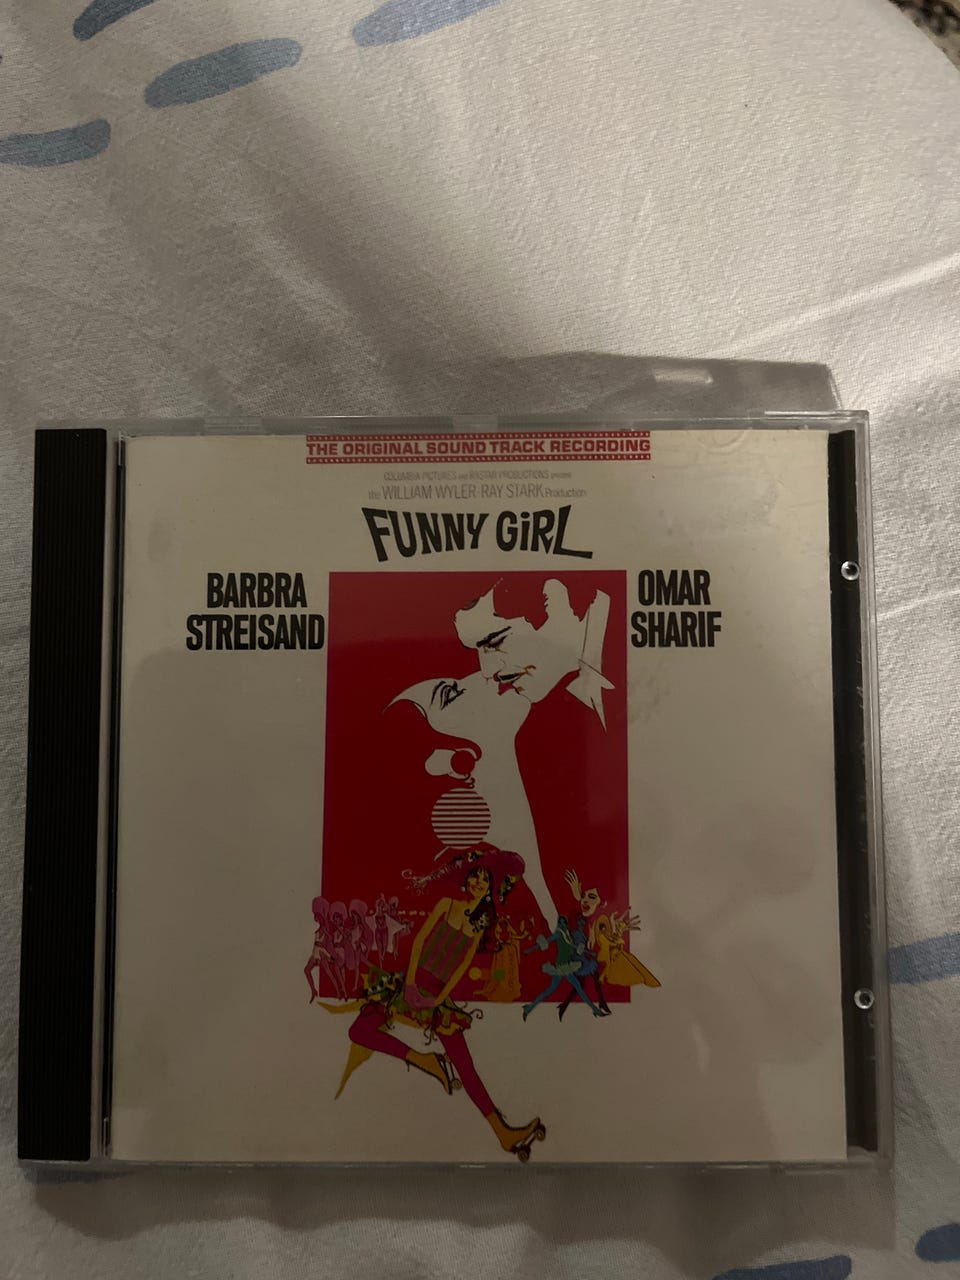 THE ORIGINAL SOUND TRACK RECORDING
COLUMBIA PICTURES and RASTAR PRODUCTIONS present
the WILLIAM WYLER-RAY STARK Production
FUNNY GiRL
BARBRA
STREISAND
OMAR
SHARIF